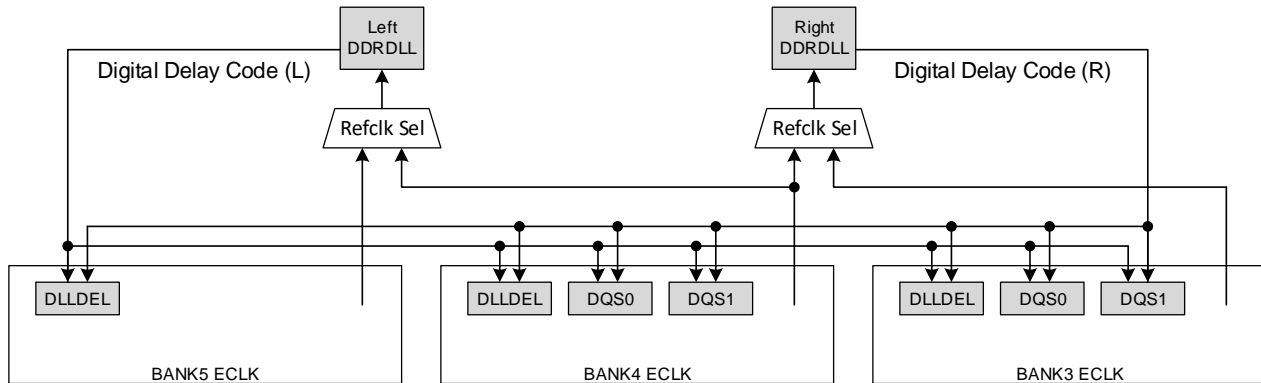 Left
DDRDLL
Right
DDRDLL
Digital Delay Code (L)
Digital Delay Code (R)
Refclk Sel
Refclk Sel
DLLDEL
DLLDEL
DQS0
DQS1
DLLDEL
DQS0
DQS1
BANK5 ECLK
BANK4 ECLK
BANK3 ECLK